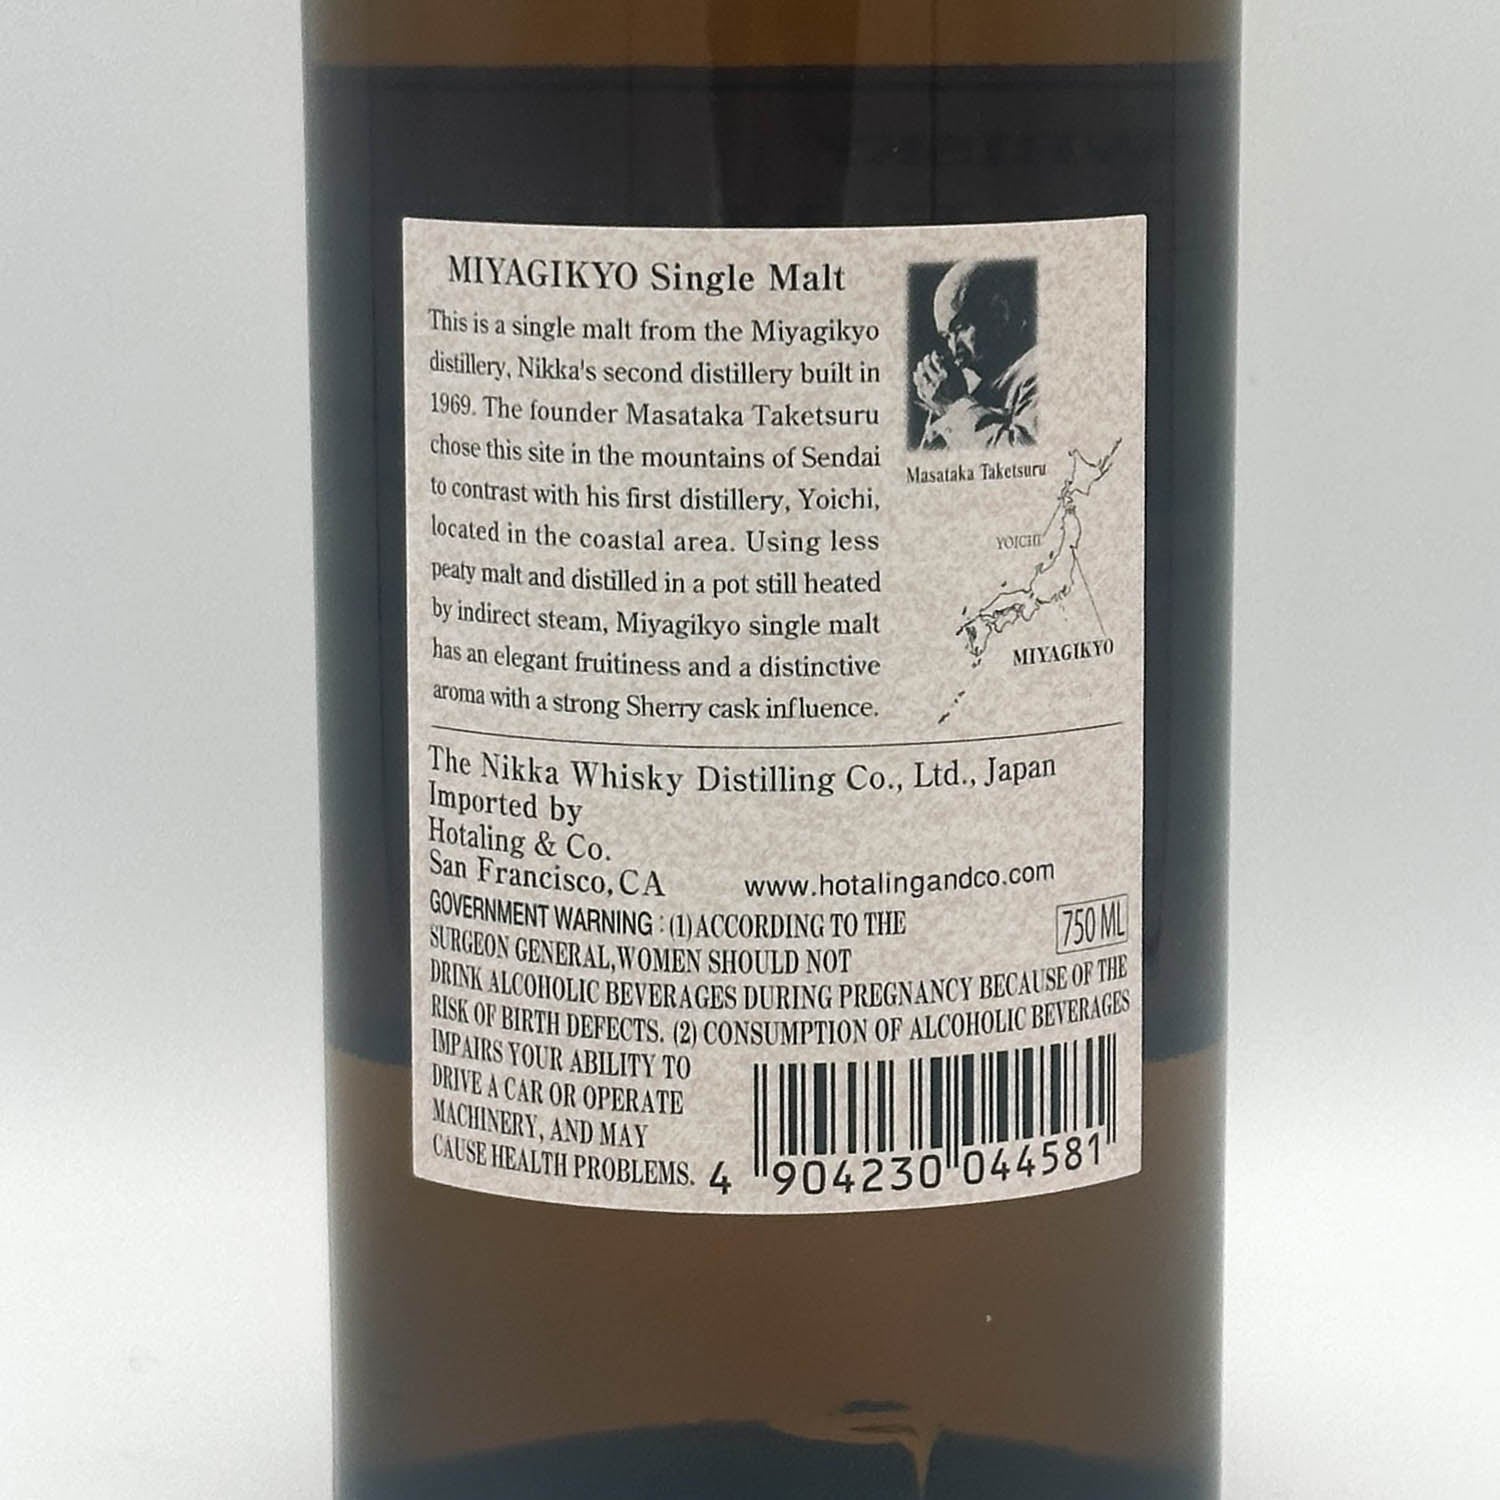 MIYAGIKYO Single Malt
This is a single malt from the Miyagikyo
distillery, Nikka's second distillery built in
1969. The founder Masataka Taketsuru
chose this site in the mountains of Sendai
to contrast with his first distillery, Yoichi,
located in the coastal area. Using less
peaty malt and distilled in a pot still heated
by indirect steam, Miyagikyo single malt
has an elegant fruitiness and a distinctive
aroma with a strong Sherry cask influence.
Masataka Taketsuru
YOICHI
MIYAGIKYO
The Nikka Whisky Distilling Co., Ltd., Japan
Imported by
Hotaling & Co.
San Francisco, CA
www.hotalingandco.com
750 ML
GOVERNMENT WARNING : (1)ACCORDING TO THE
SURGEON GENERAL,WOMEN SHOULD NOT
DRINK ALCOHOLIC BEVERAGES DURING PREGNANCY BECAUSE OF THE
RISK OF BIRTH DEFECTS. (2) CONSUMPTION OF ALCOHOLIC BEVERAGES
IMPAIRS YOUR ABILITY TO
DRIVE A CAR OR OPERATE
MACHINERY, AND MAY
CAUSE HEALTH PROBLEMS.
4 904230 044581